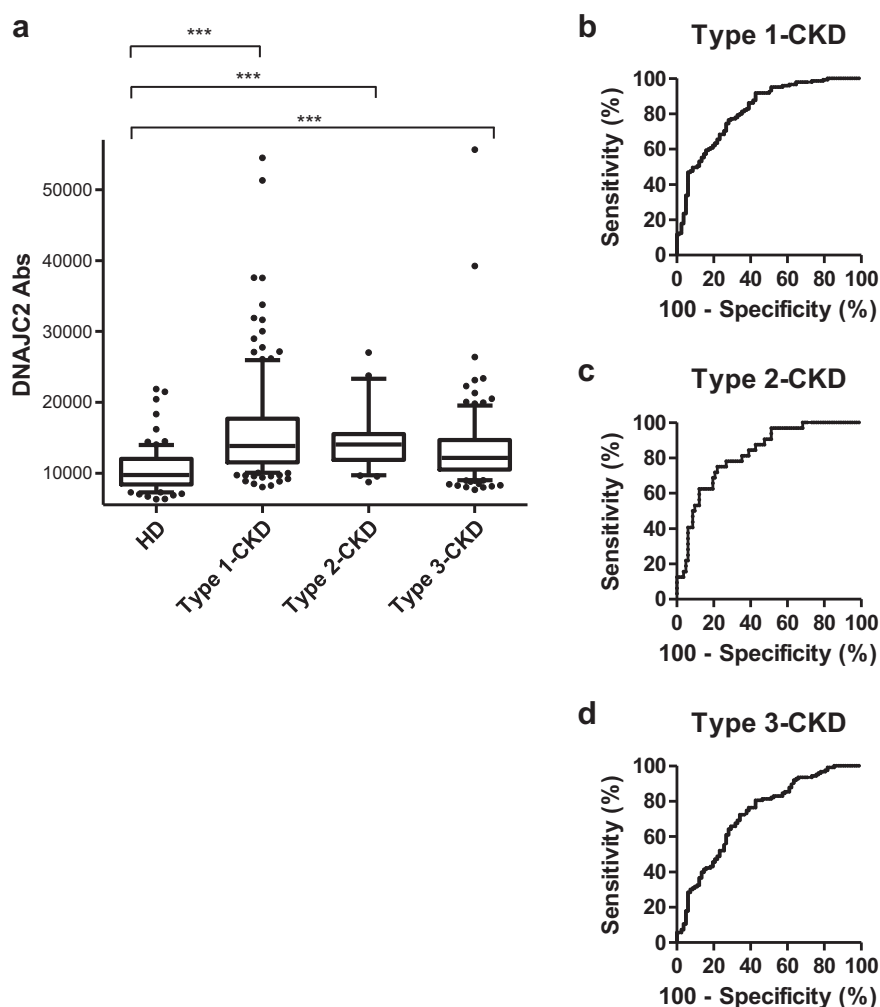 a
***
***
***
DNAJC2 Abs
50000
40000
30000
20000
10000
HD
Type 1-CKD
Type 2-CKD
Type 3-CKD
b
Type 1-CKD
Sensitivity (%)
100
80
60
40
20
0
0 20 40 60 80 100
100 - Specificity (%)
c
Type 2-CKD
Sensitivity (%)
100
80
60
40
20
0
0 20 40 60 80 100
100 - Specificity (%)
d
Type 3-CKD
Sensitivity (%)
100
80
60
40
20
0
0 20 40 60 80 100
100 - Specificity (%)